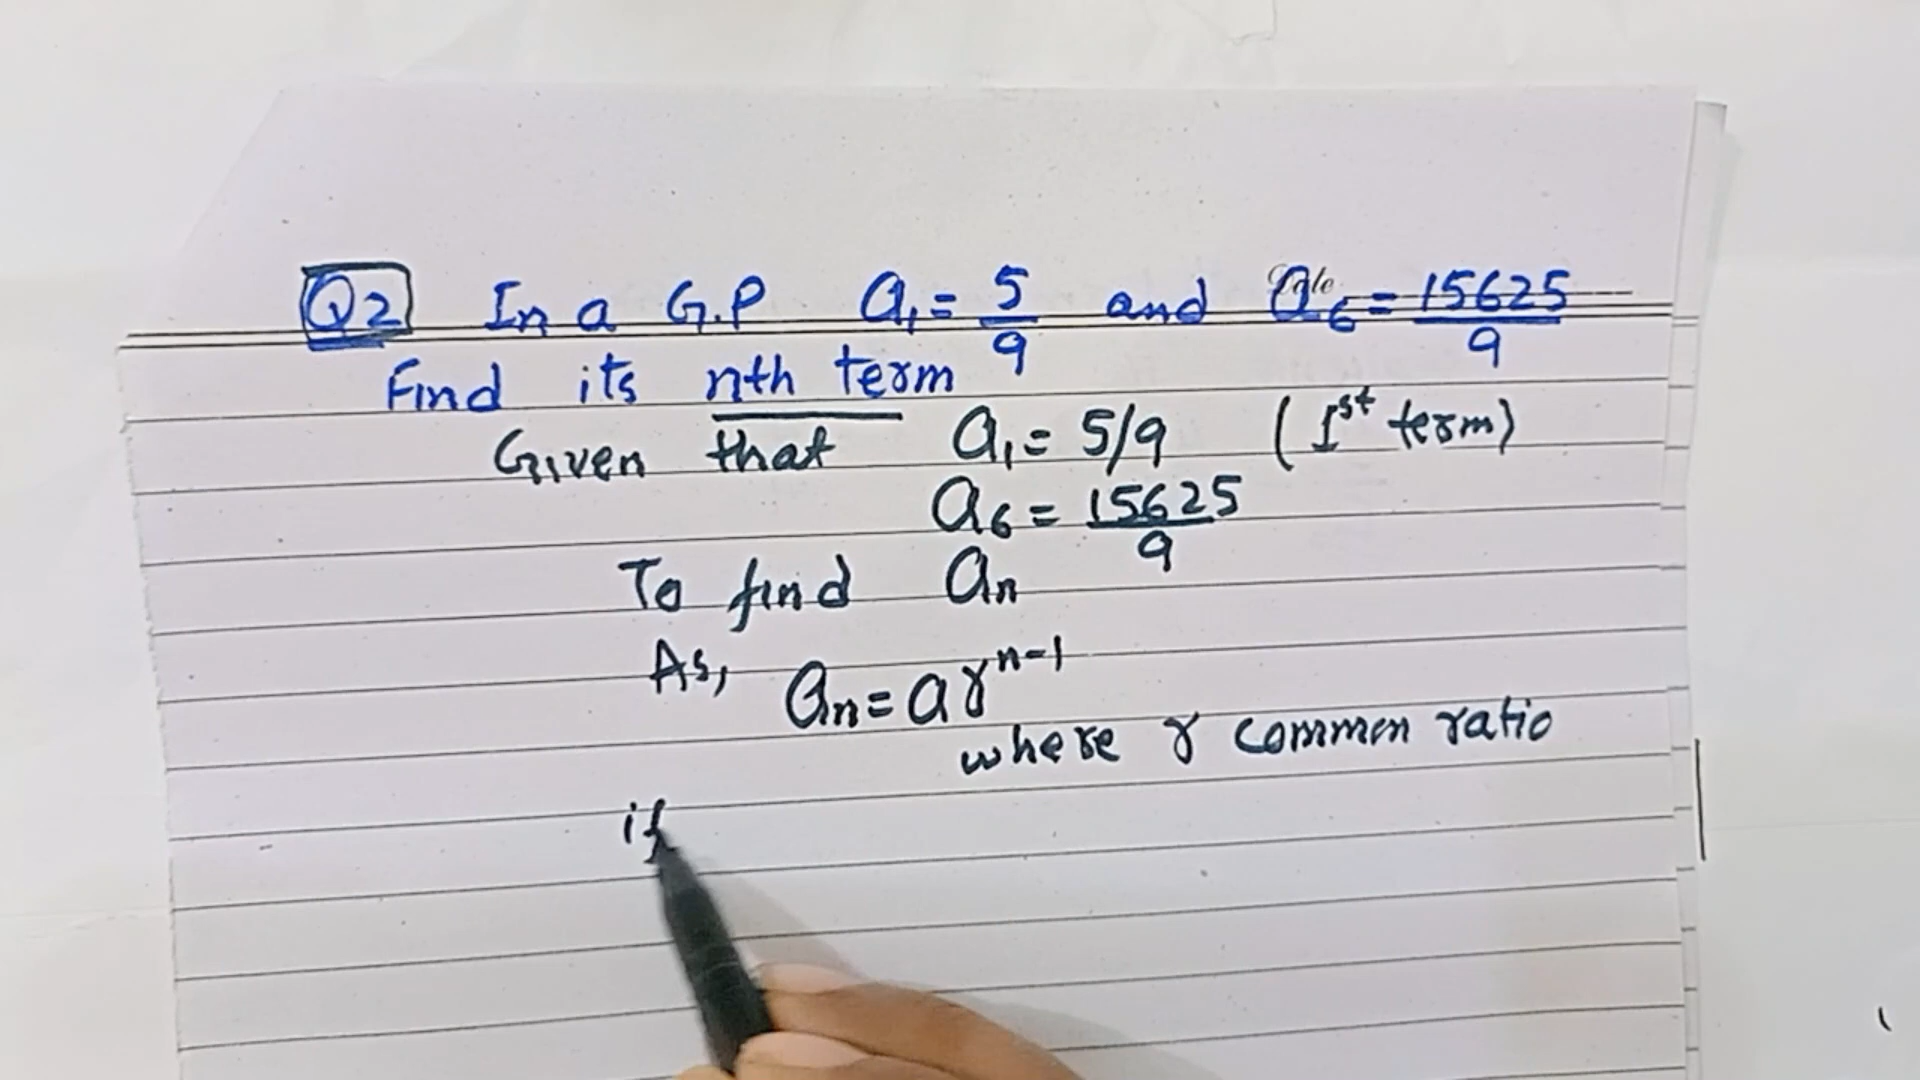 Q2 In a G.P a₁ = 5/9 and a₆ = 15625/9
Find its nth term
Given that a₁ = 5/9 (1st term)
a₆ = 15625/9
To find aₙ
As, aₙ = a r^(n-1)
where r common ratio
if